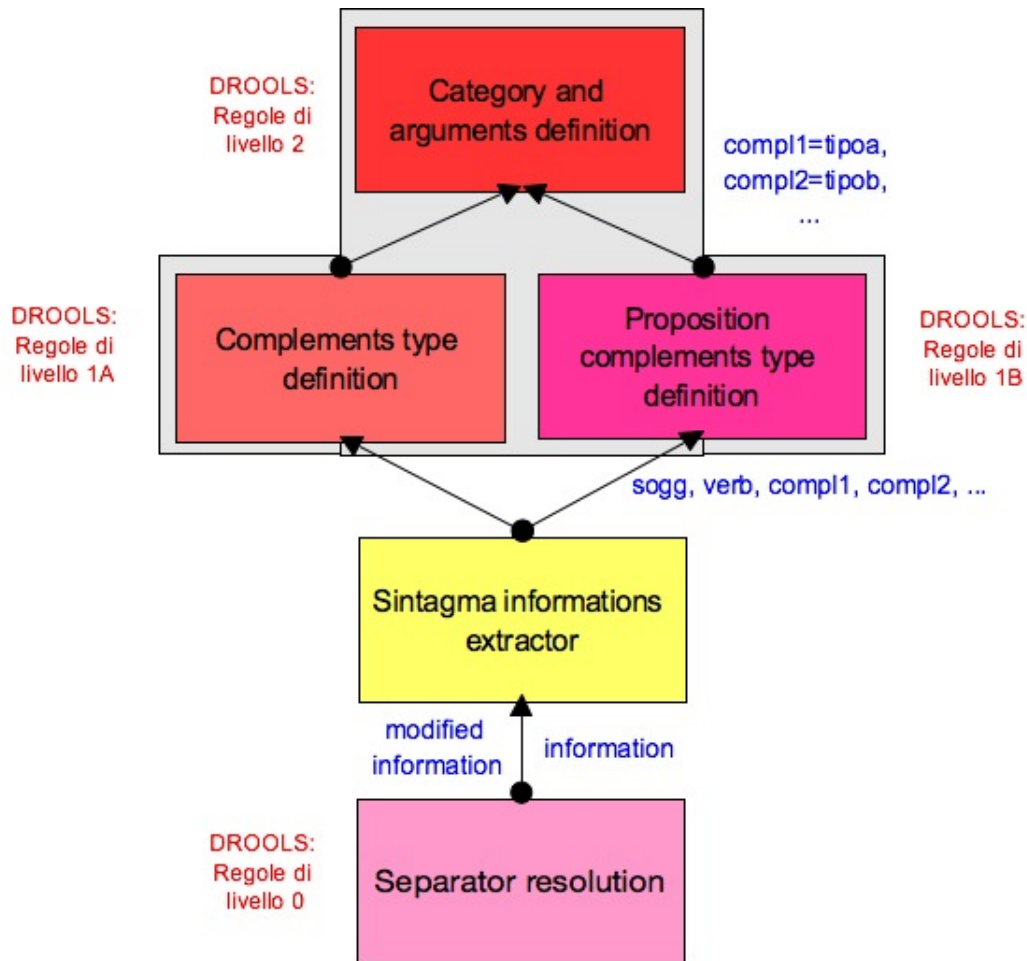 DROOLS:
Regole di
livello 2
Category and
arguments definition
compl1=tipoa,
compl2=tipob,
...
DROOLS:
Regole di
livello 1A
Complements type
definition
Proposition
complements type
definition
DROOLS:
Regole di
livello 1B
sogg, verb, compl1, compl2, ...
Sintagma informations
extractor
modified
information
information
DROOLS:
Regole di
livello 0
Separator resolution